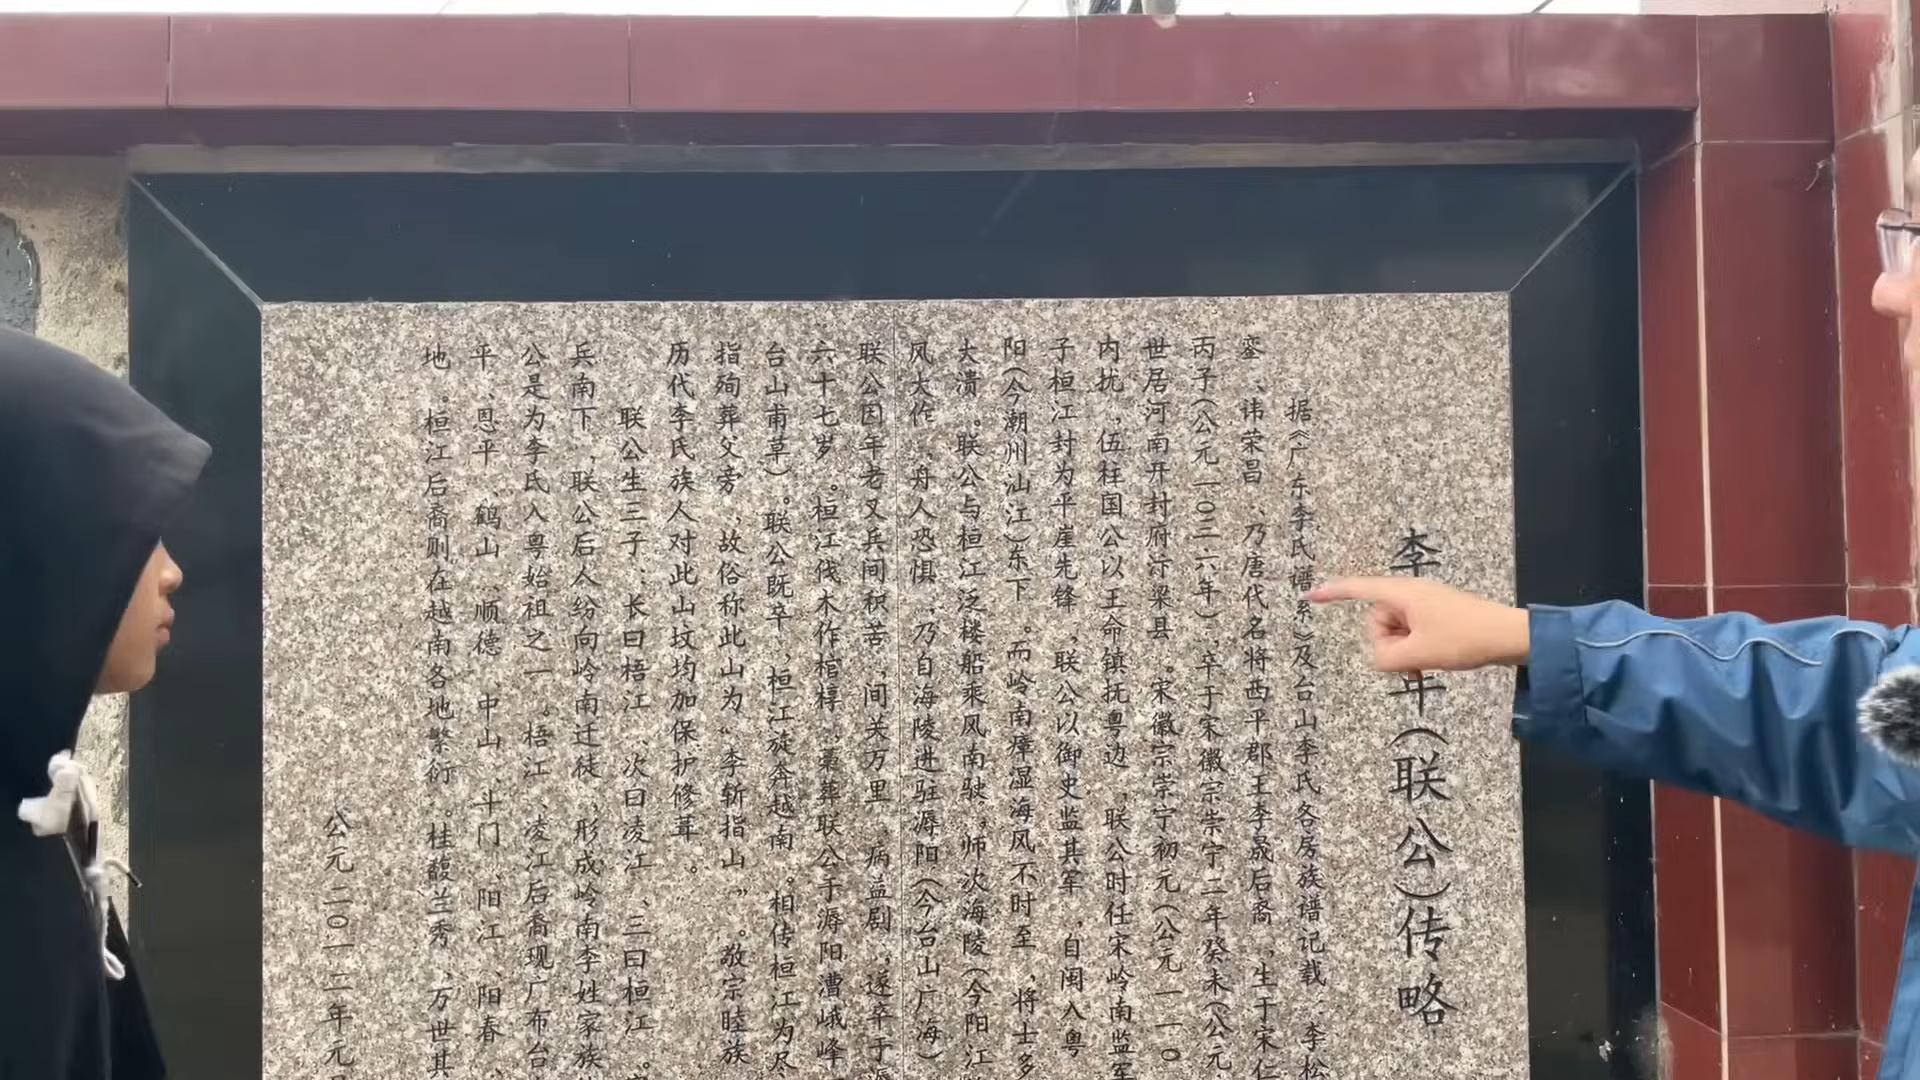 李
年（联公）传略
据《广东李氏谱系》及台山李氏各房族谱记载：李松
銮、讳荣昌、乃唐代名将西平郡王李晟后裔，生于宋仁
丙子（公元一〇三六年），卒于宋徽宗崇宁二年癸未（公元
世居河南开封府汴梁县。宋徽宗崇宁初元（公元一一〇
内扰，伍柱国公以王命镇抚粤边，联公时任宋岭南监军
子桓江封为平崖先锋，联公以御史监其军，自闽入粤
阳（今潮州汕江）东下。而岭南瘴湿海风不时至，将士多
大溃。联公与桓江泛楼船乘风南驶，师次海陵（今阳江
风大作，舟人恐惧，乃自海陵进驻溽阳（今台山广海）
联公因年老又兵间积苦，间关万里，病益剧，遂卒于
六十七岁。桓江伐木作棺椁，藁葬联公于溽阳漕峨峰
台山甫草）。联公既卒，桓江旋奔越南。相传桓江为尽
指殉葬父旁，故俗称此山为“李斩指山”。敬宗睦族
历代李氏族人对此山坟均加保护修葺。
联公生三子：长曰梧江、次曰凌江、三曰桓江。
兵南下，联公后人纷向岭南迁徒，形成岭南李姓家族
公是为李氏入粤始祖之一。梧江、凌江后裔现广布台
平、恩平、鹤山、顺德、中山、斗门、阳江、阳春、
地。桓江后裔则在越南各地繁衍。桂馥兰秀，万世其
公元二〇一二年元